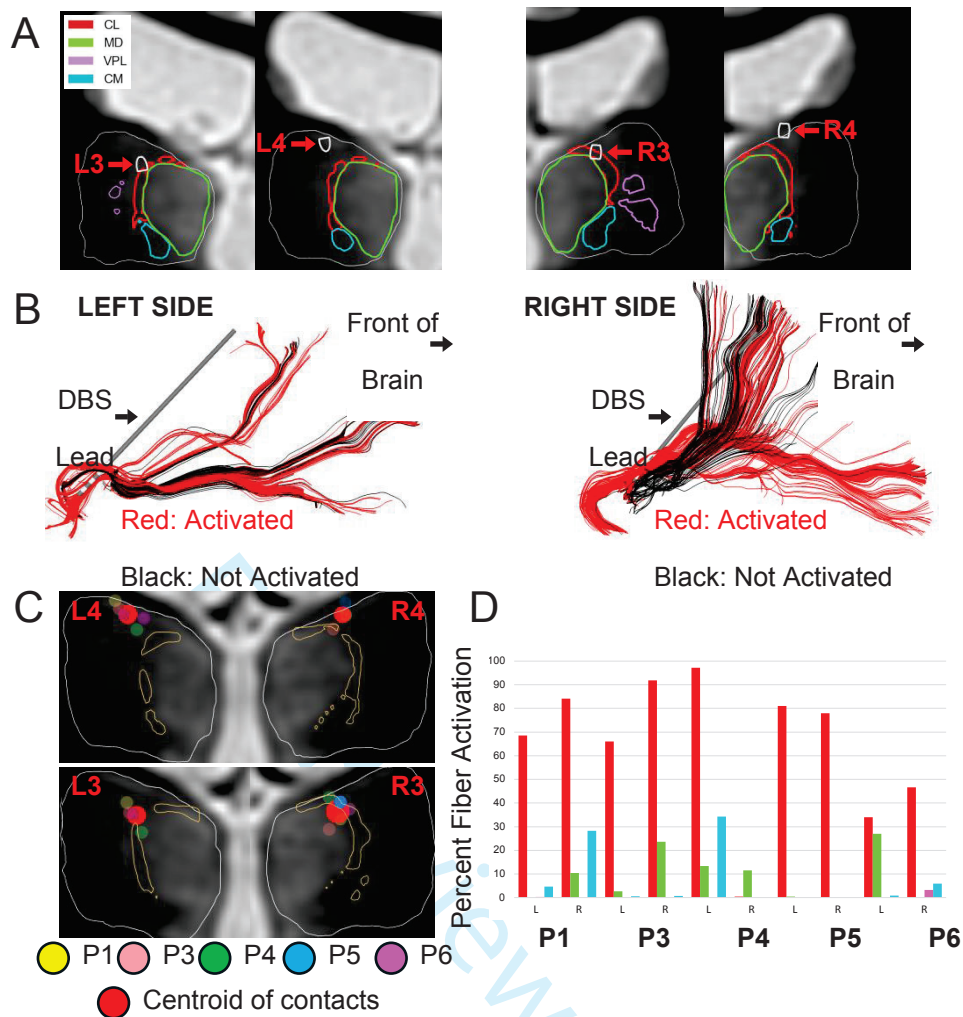 A
CL
MD
VPL
CM
L3
L4
R3
R4
B
LEFT SIDE
Front of
Brain
DBS
Lead
Red: Activated
Black: Not Activated
RIGHT SIDE
Front of
Brain
DBS
Lead
Red: Activated
Black: Not Activated
C
L4
R4
L3
R3
P1
P3
P4
P5
P6
Centroid of contacts
D
Percent Fiber Activation
100
90
80
70
60
50
40
30
20
10
0
L R L R L R L R L R
P1 P3 P4 P5 P6
iew